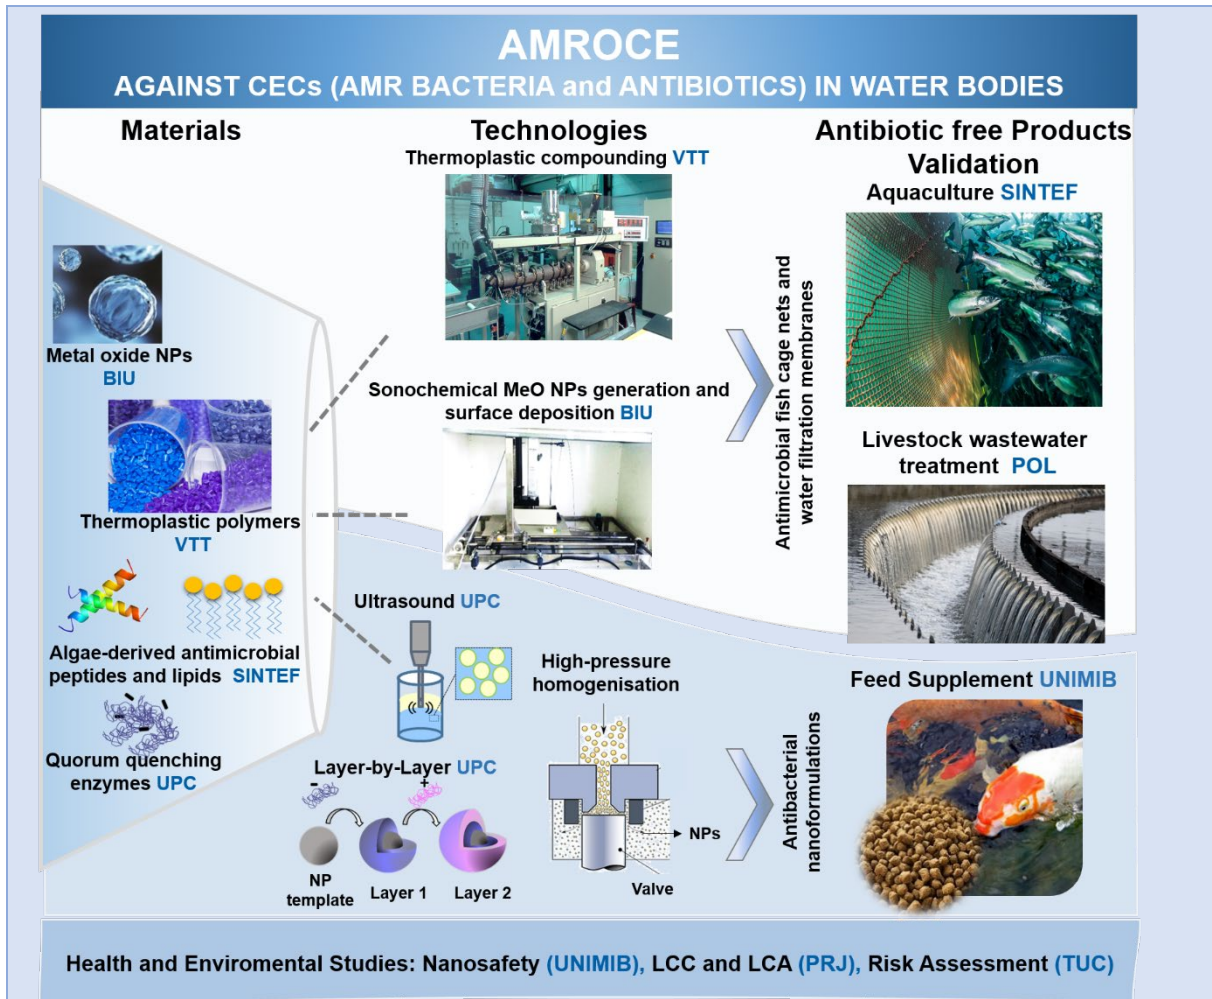 AMROCE
AGAINST CECs (AMR BACTERIA and ANTIBIOTICS) IN WATER BODIES
Materials
Metal oxide NPs
BIU
Thermoplastic polymers
VTT
Algae-derived antimicrobial
peptides and lipids SINTEF
Quorum quenching
enzymes UPC
Technologies
Thermoplastic compounding VTT
Sonochemical MeO NPs generation and
surface deposition BIU
Ultrasound UPC
Layer-by-Layer UPC
-
+
NP
template
Layer 1
Layer 2
High-pressure
homogenisation
NPs
Valve
Antimicrobial fish cage nets and
water filtration membranes
Antibacterial
nanoformulations
Antibiotic free Products
Validation
Aquaculture SINTEF
Livestock wastewater
treatment POL
Feed Supplement UNIMIB
Health and Enviromental Studies: Nanosafety (UNIMIB), LCC and LCA (PRJ), Risk Assessment (TUC)